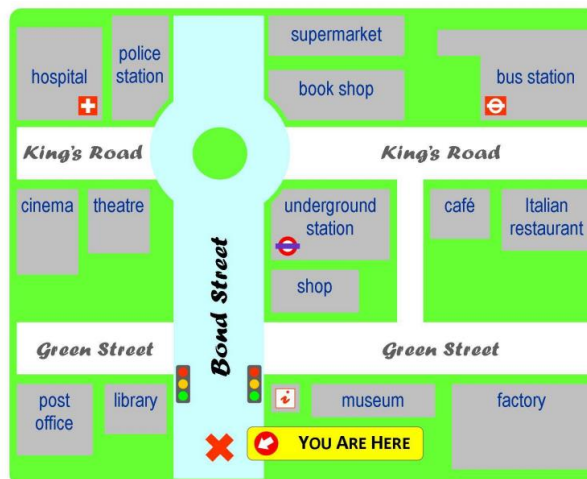 supermarket
police
station
hospital
book shop
bus station
King's Road
King's Road
cinema
theatre
underground
station
café
Italian
restaurant
shop
Bond Street
Green Street
Green Street
post
office
library
i
museum
factory
YOU ARE HERE